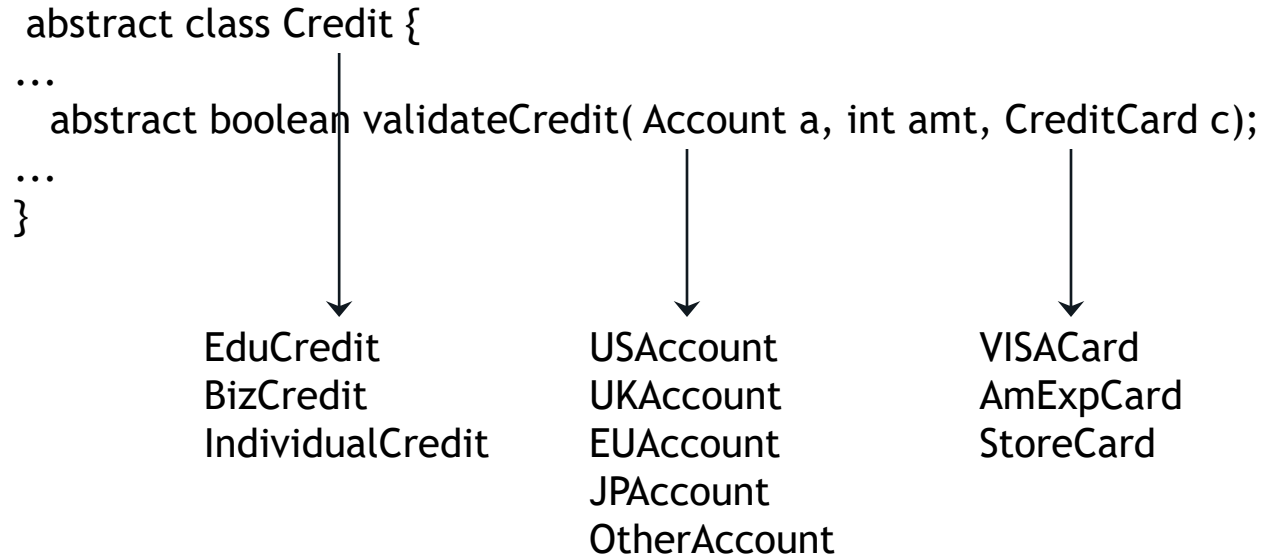 abstract class Credit {
...
abstract boolean validateCredit( Account a, int amt, CreditCard c);
...
}
EduCredit
BizCredit
IndividualCredit
USAccount
UKAccount
EUAccount
JPAccount
OtherAccount
VISACard
AmExpCard
StoreCard